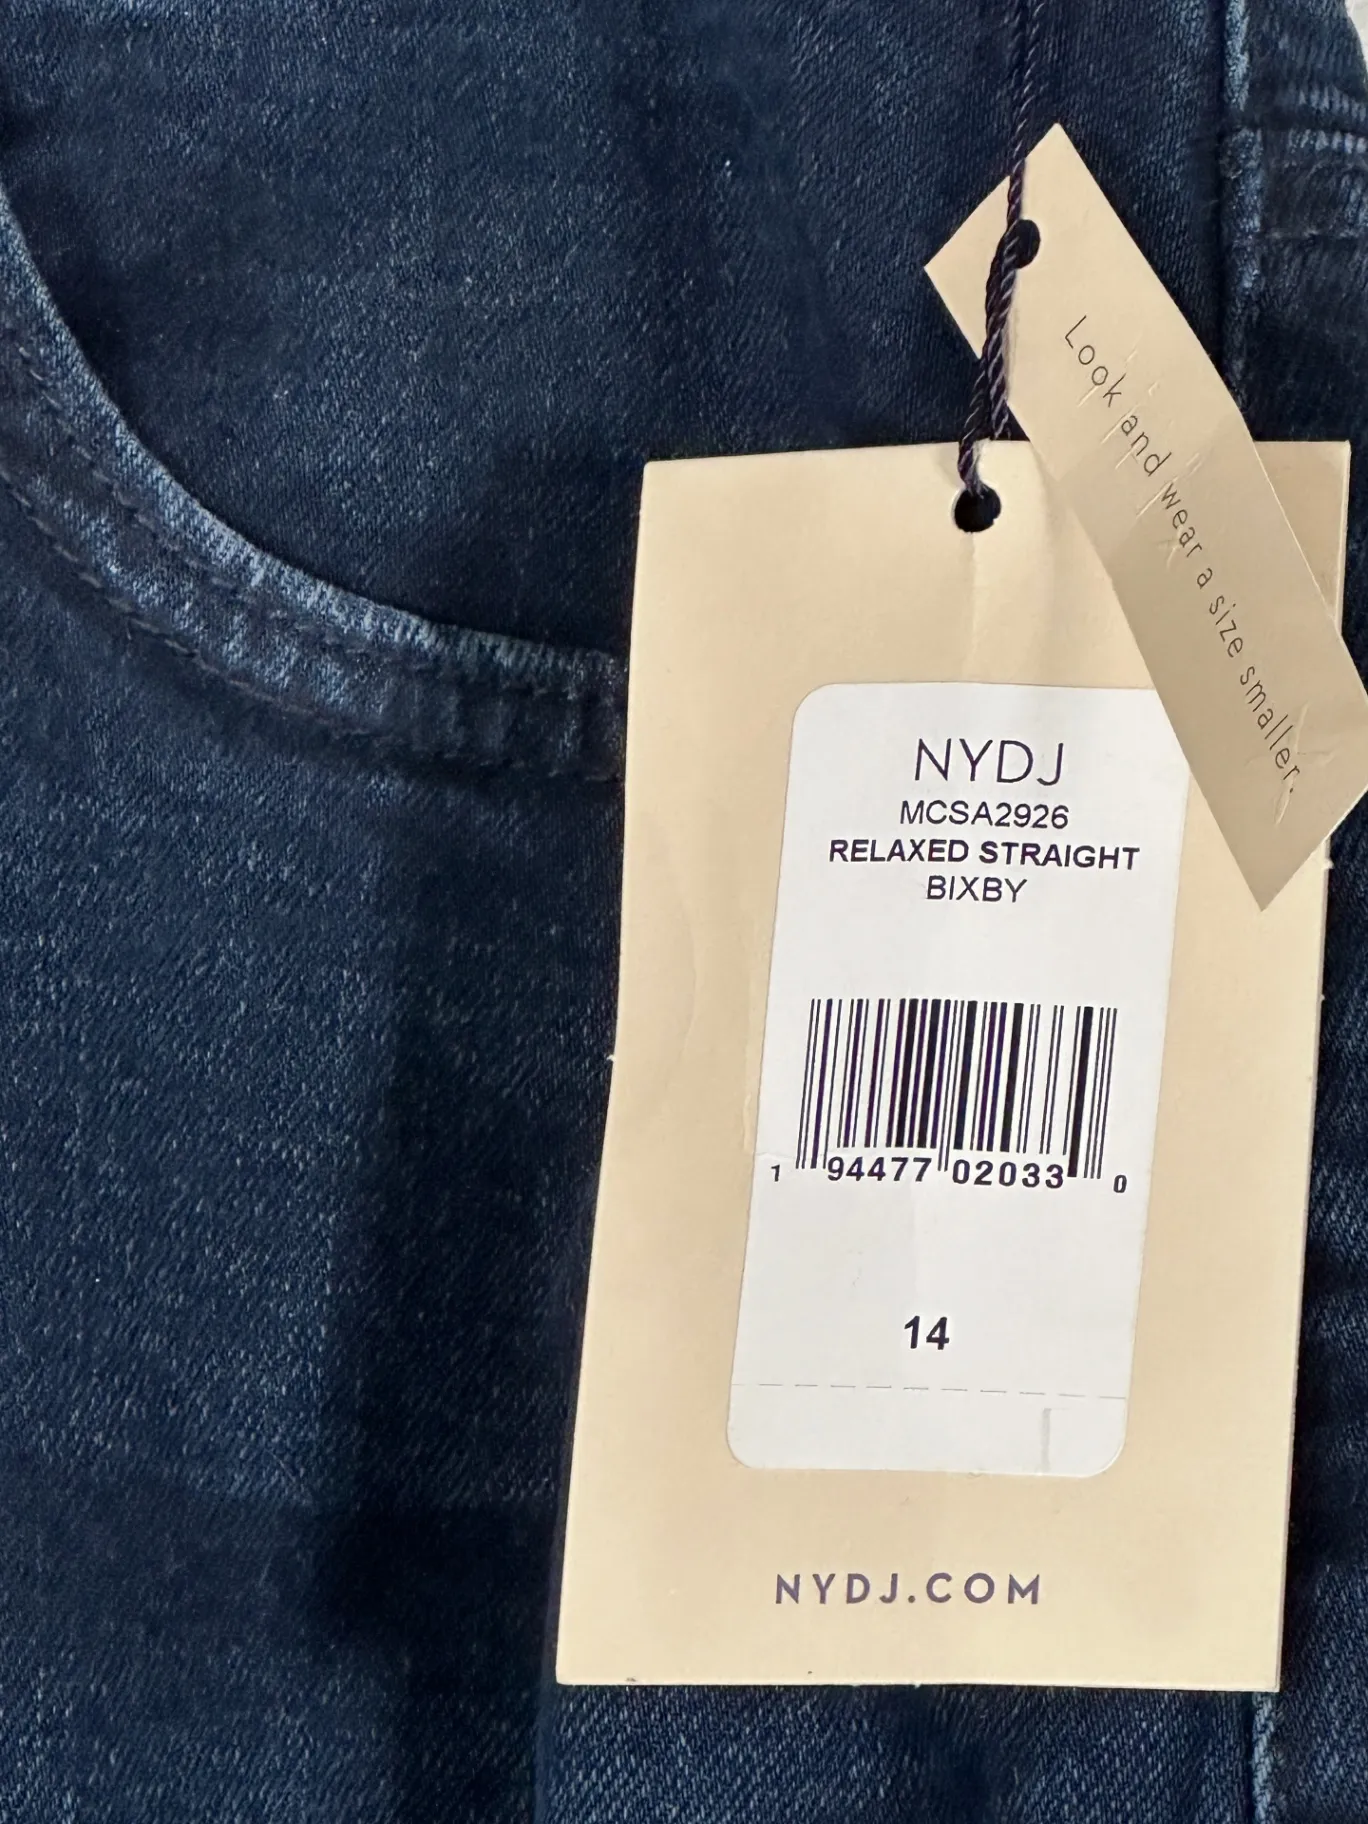 Look and wear a size smaller.
NYDJ
MCSA2926
RELAXED STRAIGHT
BIXBY
1 94477 02033 0
14
NYDJ.COM